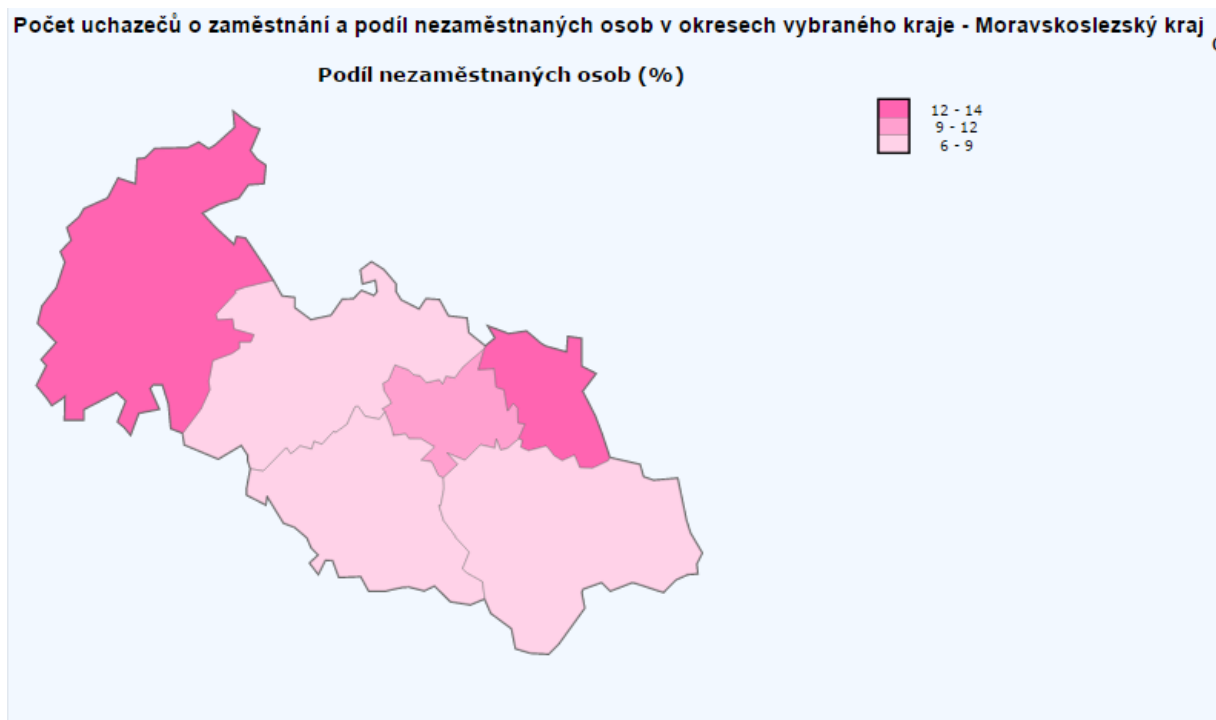 Počet uchazečů o zaměstnání a podíl nezaměstnaných osob v okresech vybraného kraje - Moravskoslezský kraj
Podíl nezaměstnaných osob (%)
12 - 14
9 - 12
6 - 9